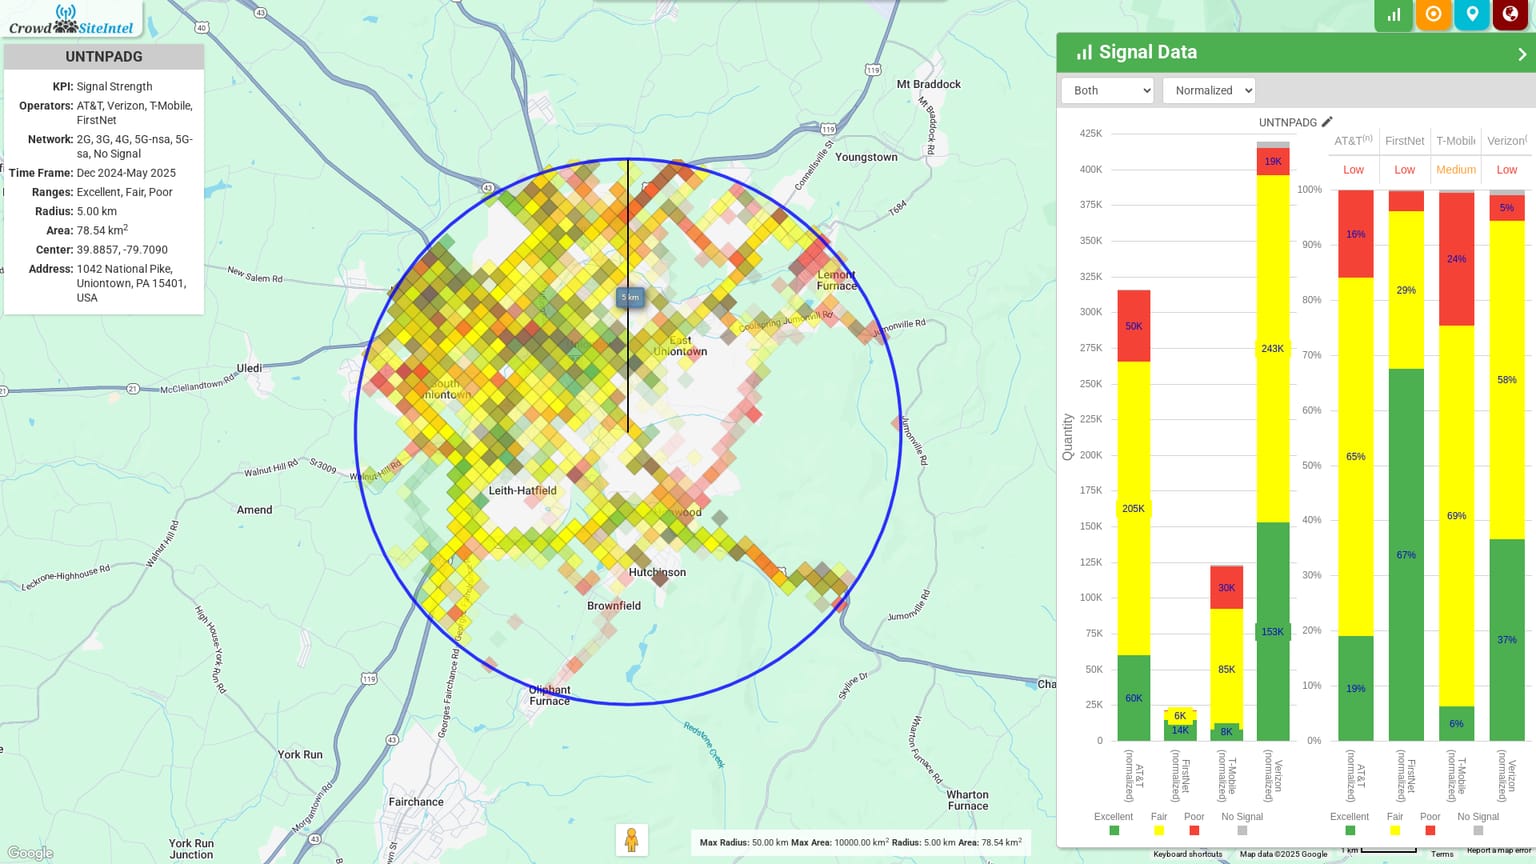 Crowd SiteIntel
UNTNPADG
KPI: Signal Strength
Operators: AT&T, Verizon, T-Mobile,
FirstNet
Network: 2G, 3G, 4G, 5G-nsa, 5G-
sa, No Signal
Time Frame: Dec 2024-May 2025
Ranges: Excellent, Fair, Poor
Radius: 5.00 km
Area: 78.54 km²
Center: 39.8857, -79.7090
Address: 1042 National Pike,
Uniontown, PA 15401,
USA
40
43
119
Mt Braddock
Mt Braddock Rd
119
Youngstown
Connellsville St
T684
43
New Salem Rd
5 km
Lemont
Furnace
Coolspring Jumonvill Rd
Jumonville Rd
East
Uniontown
Uledi
21
21
McClellandtown Rd
South
Uniontown
Jumonville Rd
Walnut Hill Rd
Sr3009
Walnut Hill Rd
Leith-Hatfield
Amend
Walnut Hill Rd
Leckrone-Highhouse Rd
Hutchinson
Brownfield
Jumonville Rd
High House-York Run Rd
119
Georges Fairchance Rd
Oliphant
Furnace
Skyline Dr
Cha
Redstone Creek
Wharton Furnace Rd
43
York Run
43
Morgantown Rd
Fairchance
Wharton
Furnace
York Run
Junction
Google
Max Radius: 50.00 km Max Area: 10000.00 km² Radius: 5.00 km Area: 78.54 km²
Signal Data
Both
Normalized
UNTNPADG
Quantity
425K
400K
375K
350K
325K
300K
275K
250K
225K
200K
175K
150K
125K
100K
75K
50K
25K
0
50K
205K
60K
6K
14K
30K
85K
8K
19K
243K
153K
AT&T (normalized)
FirstNet (normalized)
T-Mobile (normalized)
Verizon (normalized)
Excellent Fair Poor No Signal
AT&T(n) FirstNet T-Mobile Verizon(
Low Low Medium Low
100%
90%
80%
70%
60%
50%
40%
30%
20%
10%
0%
16%
65%
19%
29%
67%
24%
69%
6%
5%
58%
37%
AT&T (normalized)
FirstNet (normalized)
T-Mobile (normalized)
Verizon (normalized)
Excellent Fair Poor No Signal
Keyboard shortcuts Map data ©2025 Google 1 km Terms Report a map error